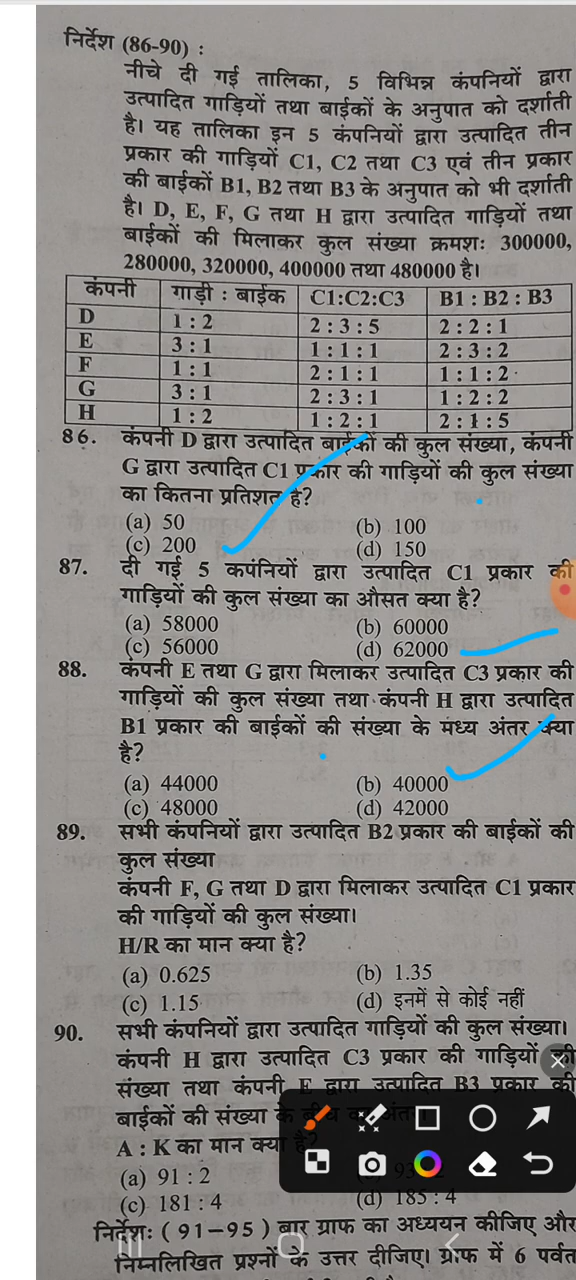 निर्देश (86-90) :
नीचे दी गई तालिका, 5 विभिन्न कंपनियों द्वारा
उत्पादित गाड़ियों तथा बाईकों के अनुपात को दर्शाती
है। यह तालिका इन 5 कंपनियों द्वारा उत्पादित तीन
प्रकार की गाड़ियों C1, C2 तथा C3 एवं तीन प्रकार
की बाईकों B1, B2 तथा B3 के अनुपात को भी दर्शाती
है। D, E, F, G तथा H द्वारा उत्पादित गाड़ियों तथा
बाईकों की मिलाकर कुल संख्या क्रमशः 300000,
280000, 320000, 400000 तथा 480000 है।
कंपनी गाड़ी : बाईक C1:C2:C3 B1 : B2 : B3
D 1 : 2 2 : 3 : 5 2 : 2 : 1
E 3 : 1 1 : 1 : 1 2 : 3 : 2
F 1 : 1 2 : 1 : 1 1 : 1 : 2
G 3 : 1 2 : 3 : 1 1 : 2 : 2
H 1 : 2 1 : 2 : 1 2 : 1 : 5
86. कंपनी D द्वारा उत्पादित बाईकों की कुल संख्या, कंपनी
G द्वारा उत्पादित C1 प्रकार की गाड़ियों की कुल संख्या
का कितना प्रतिशत है?
(a) 50 (b) 100
(c) 200 (d) 150
87. दी गई 5 कपंनियों द्वारा उत्पादित C1 प्रकार की
गाड़ियों की कुल संख्या का औसत क्या है?
(a) 58000 (b) 60000
(c) 56000 (d) 62000
88. कंपनी E तथा G द्वारा मिलाकर उत्पादित C3 प्रकार की
गाड़ियों की कुल संख्या तथा कंपनी H द्वारा उत्पादित
B1 प्रकार की बाईकों की संख्या के मध्य अंतर क्या
है?
(a) 44000 (b) 40000
(c) 48000 (d) 42000
89. सभी कंपनियों द्वारा उत्पादित B2 प्रकार की बाईकों की
कुल संख्या
कंपनी F, G तथा D द्वारा मिलाकर उत्पादित C1 प्रकार
की गाड़ियों की कुल संख्या।
H/R का मान क्या है?
(a) 0.625 (b) 1.35
(c) 1.15 (d) इनमें से कोई नहीं
90. सभी कंपनियों द्वारा उत्पादित गाड़ियों की कुल संख्या।
कंपनी H द्वारा उत्पादित C3 प्रकार की गाड़ियों की
संख्या तथा कंपनी E द्वारा उत्पादित B3 प्रकार की
बाईकों की संख्या के
A : K का मान क्या
(a) 91 : 2
(c) 181 : 4 (d) 185 : 4
निर्देशः (91-95) बार ग्राफ का अध्ययन कीजिए और
निम्नलिखित प्रश्नों के उत्तर दीजिए। ग्रेफ में 6 पर्वत